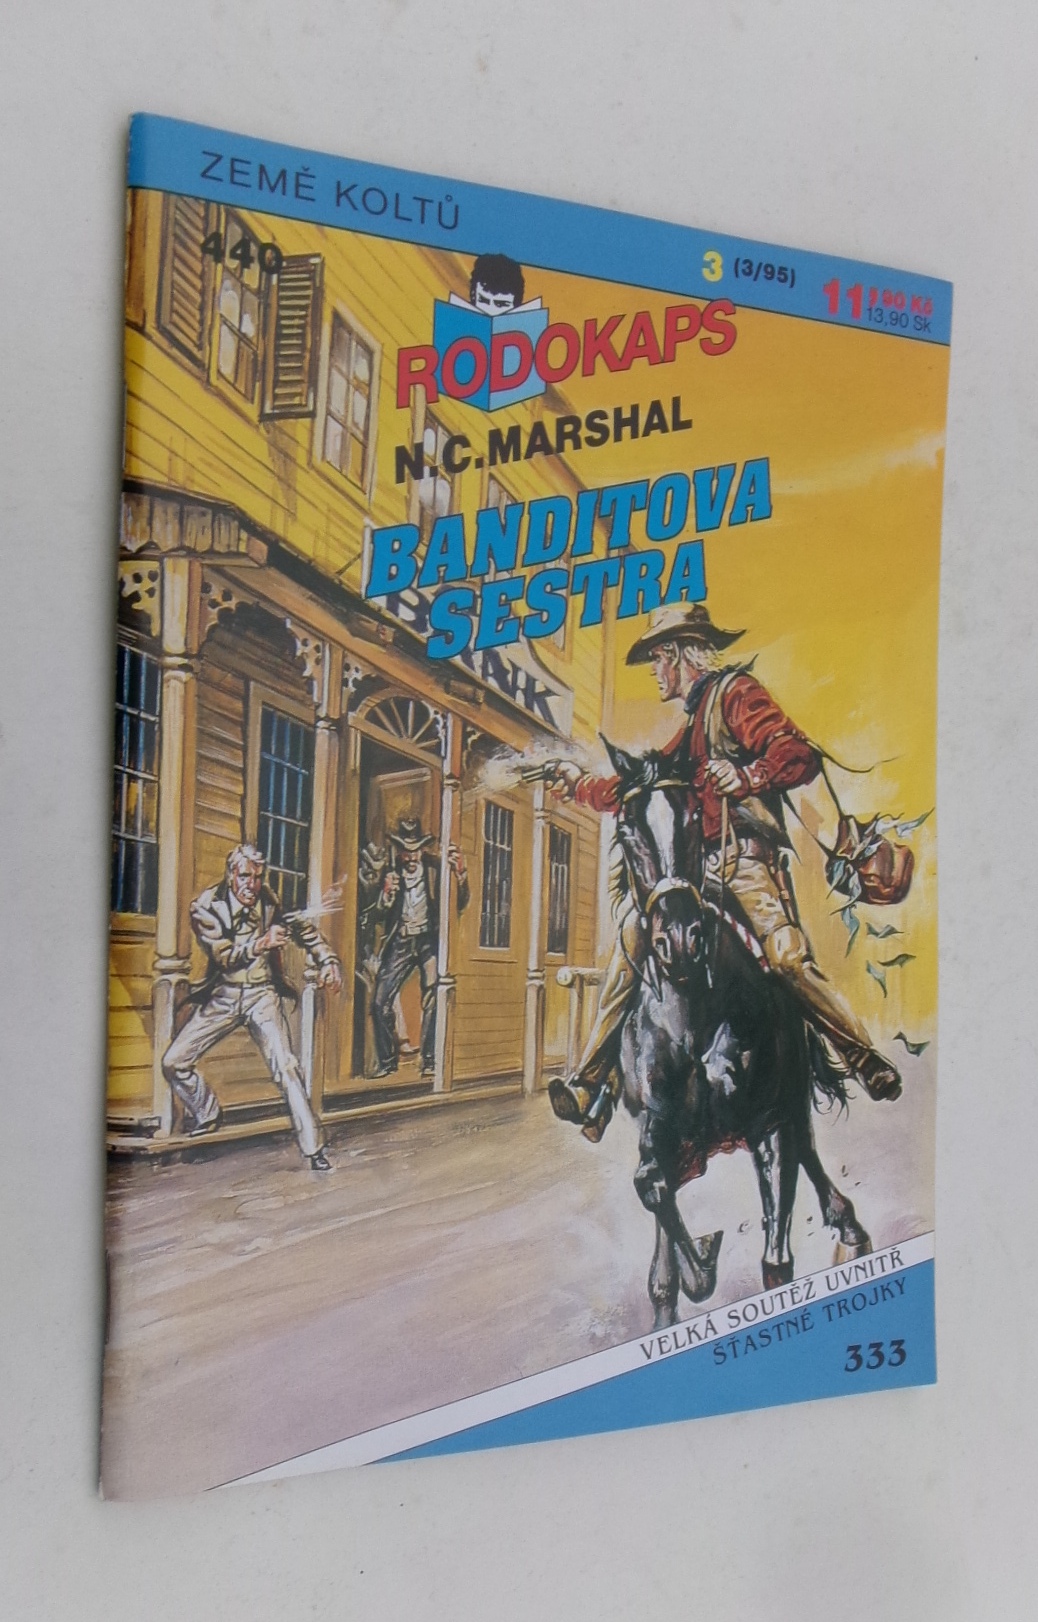 ZEMĚ KOLTŮ
440
3 (3/95)
11,90 Kč
13,90 Sk
RODOKAPS
N.C.MARSHAL
BANDITOVA
SESTRA
BANK
VELKÁ SOUTĚŽ UVNITŘ
ŠŤASTNÉ TROJKY
333